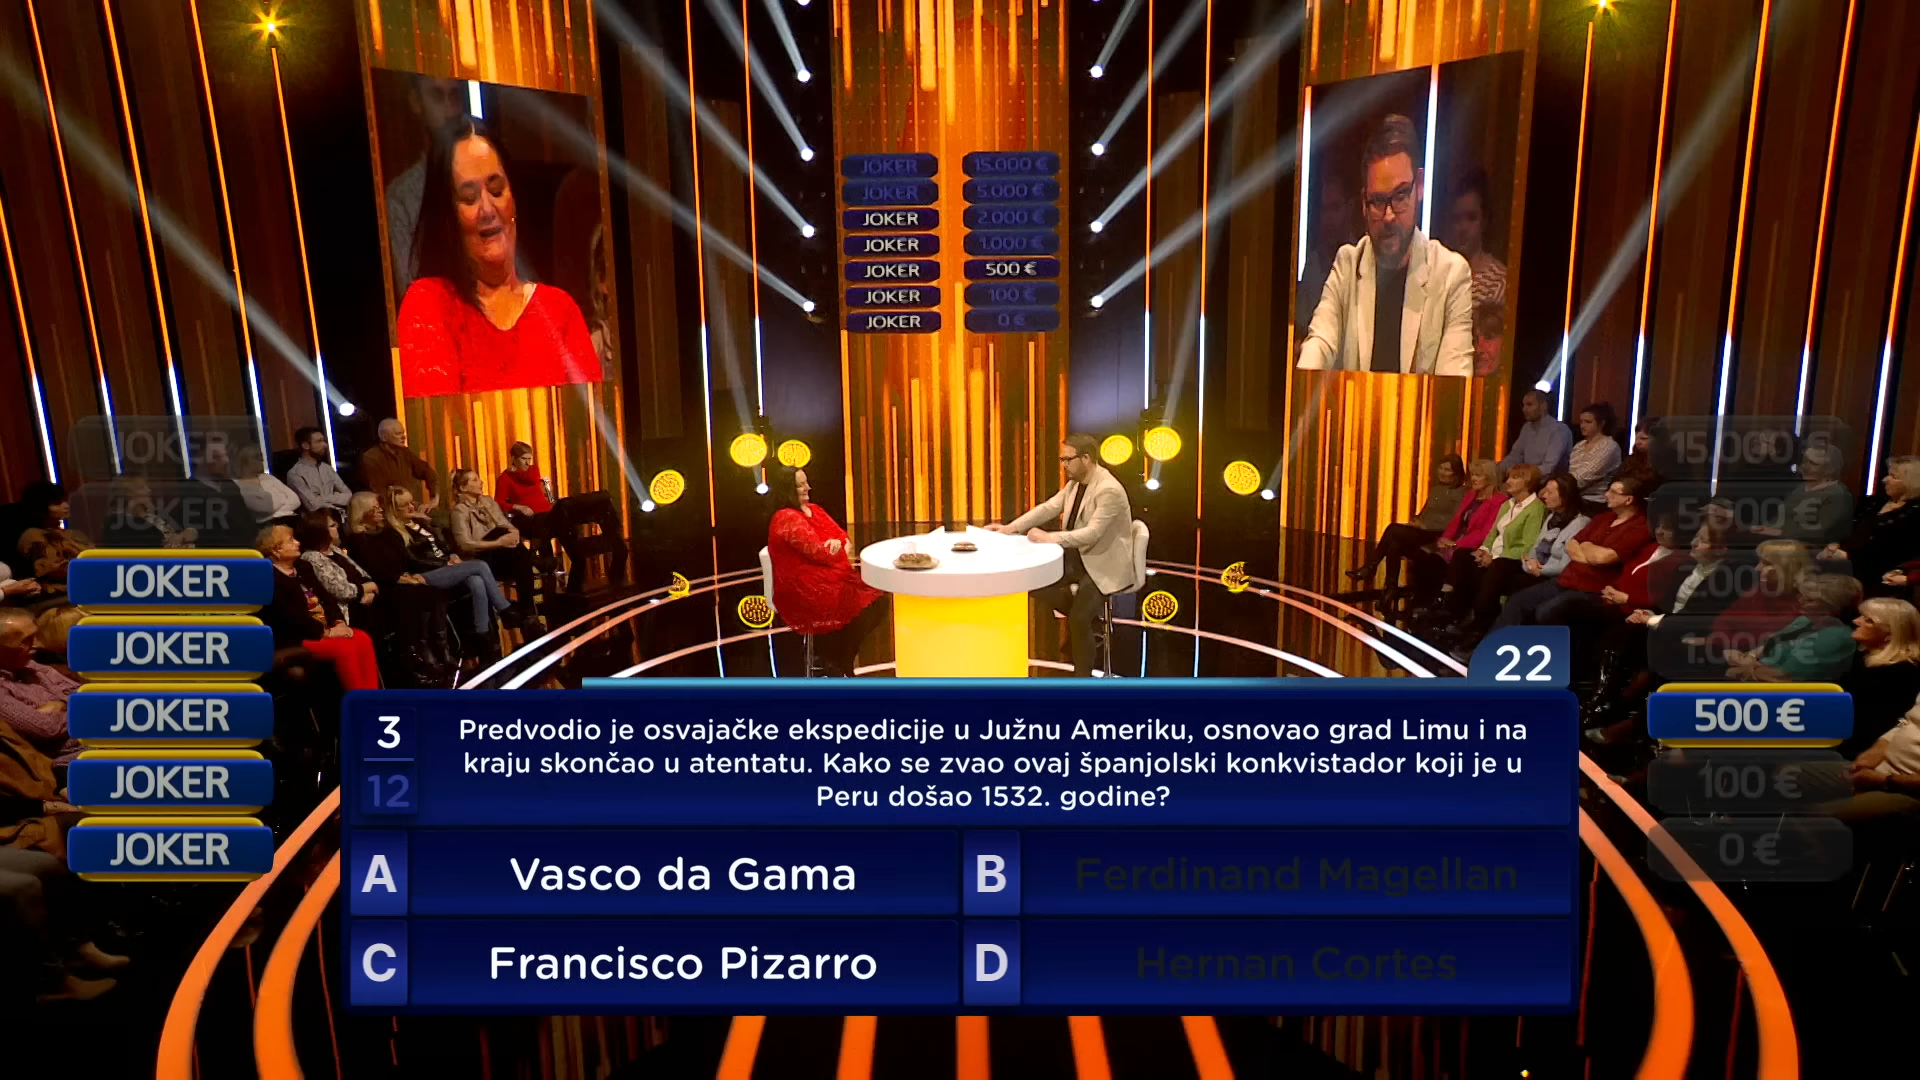 JOKER 15.000 €
JOKER 5.000 €
JOKER 2.000 €
JOKER 1.000 €
JOKER 500 €
JOKER 100 €
JOKER 0 €
JOKER
JOKER
JOKER
JOKER
JOKER
JOKER
JOKER
15.000 €
5.000 €
2.000 €
1.000 €
500 €
100 €
0 €
22
3
12
Predvodio je osvajačke ekspedicije u Južnu Ameriku, osnovao grad Limu i na
kraju skončao u atentatu. Kako se zvao ovaj španjolski konkvistador koji je u
Peru došao 1532. godine?
A Vasco da Gama
B Ferdinand Magellan
C Francisco Pizarro
D Hernan Cortes